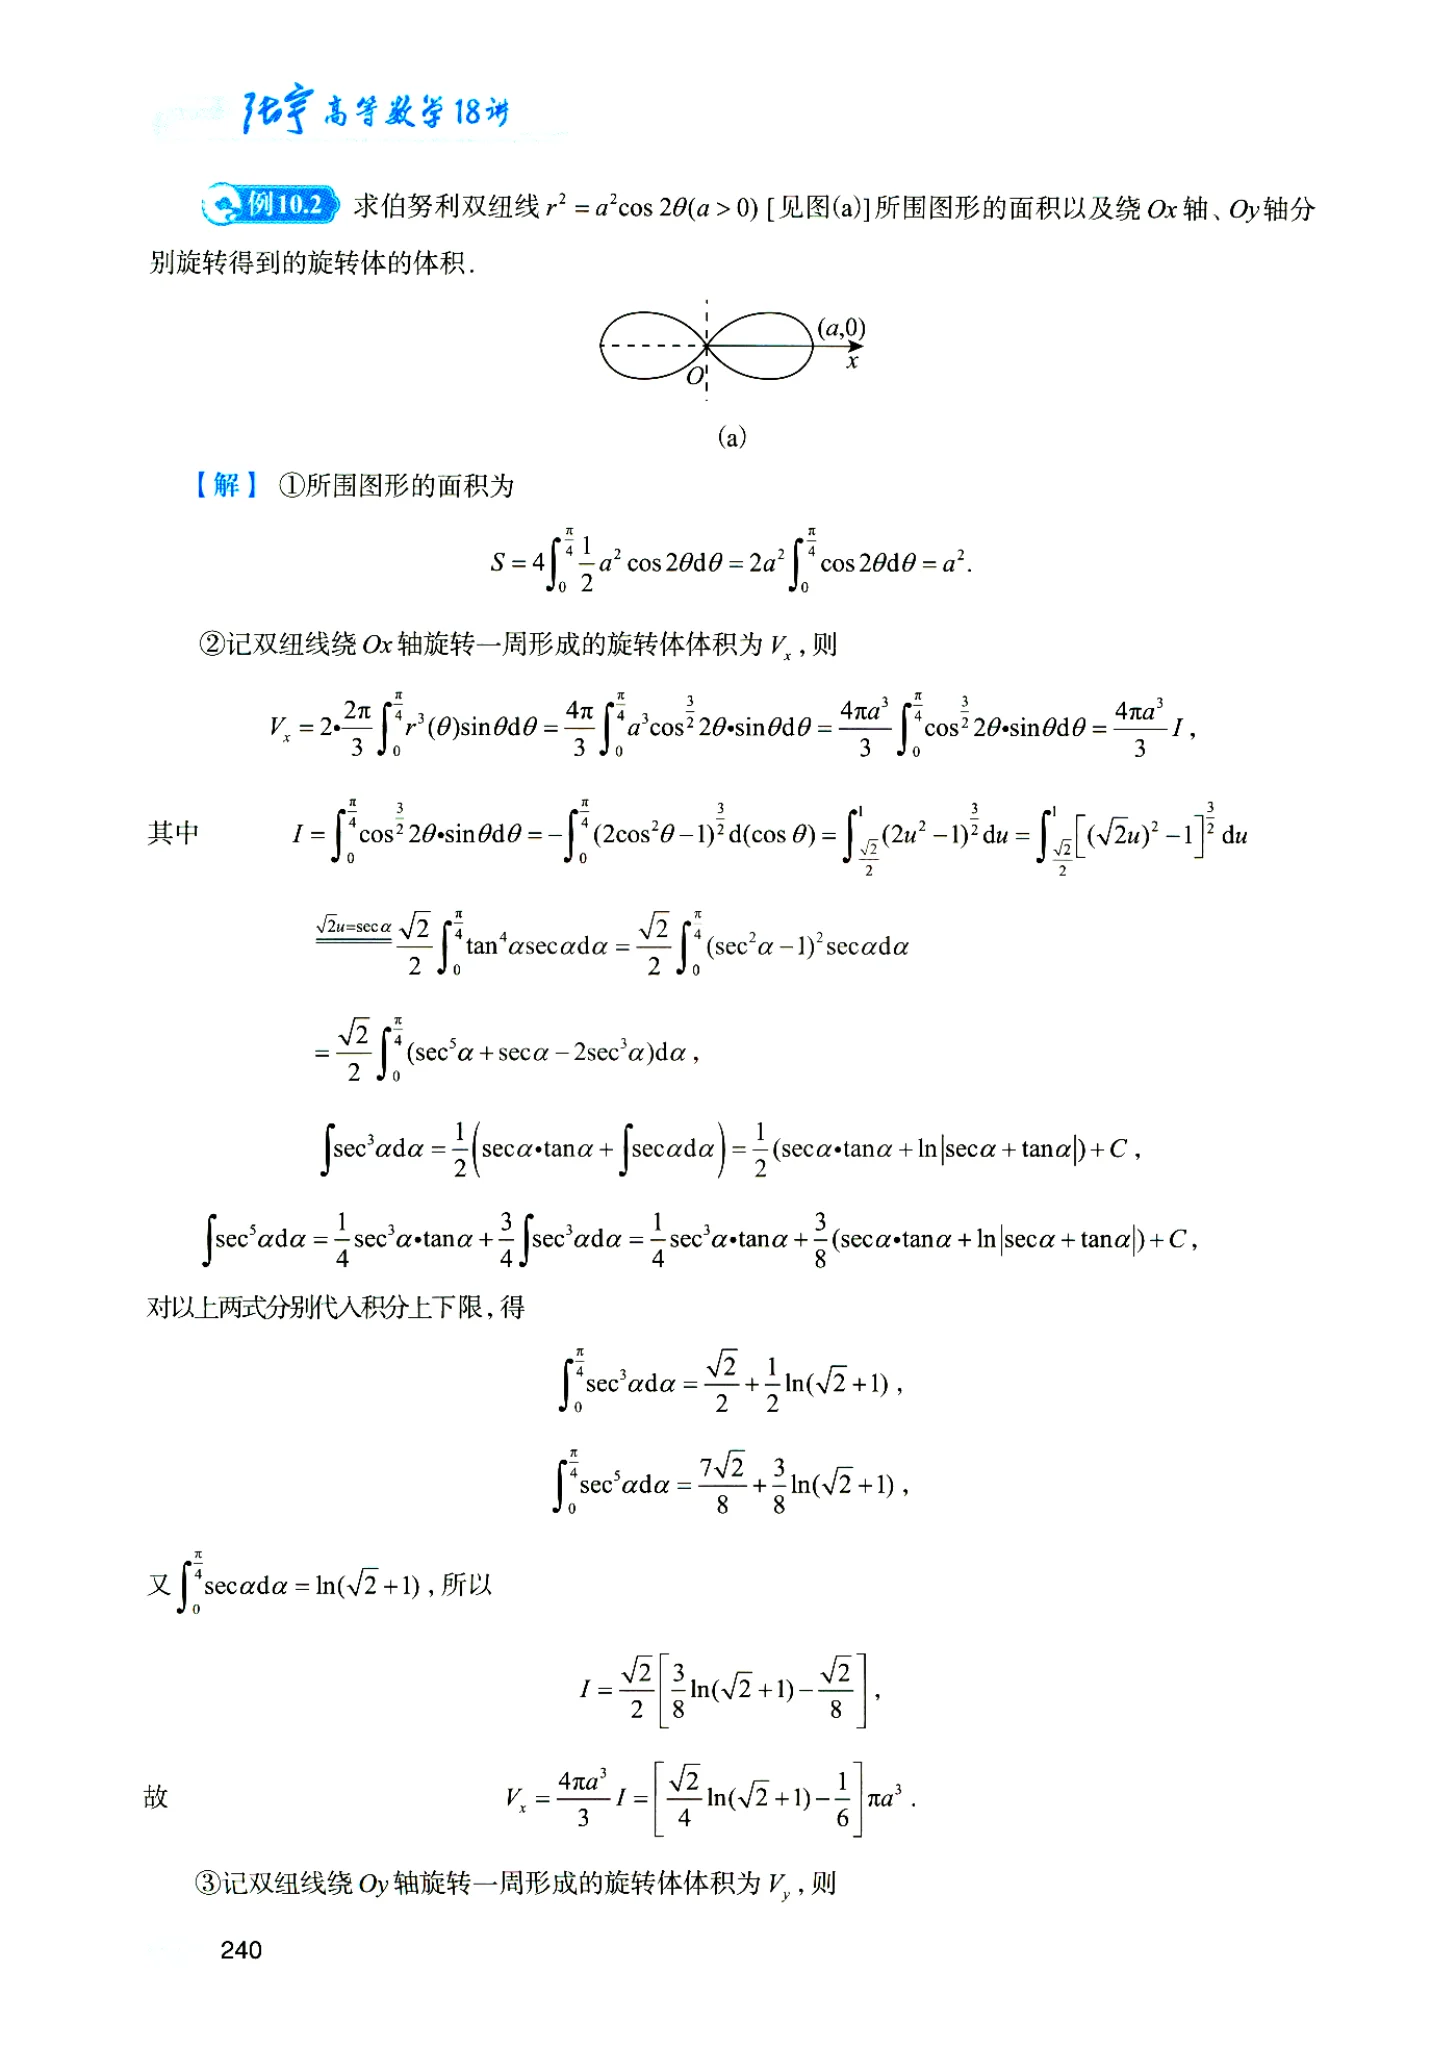 张宇高等数学18讲
例10.2 求伯努利双纽线 $r^2 = a^2\cos 2\theta(a>0)$ [见图(a)]所围图形的面积以及绕 $Ox$ 轴、$Oy$ 轴分
别旋转得到的旋转体的体积.
(a,0)
O
x
(a)
【解】 ①所围图形的面积为
$S = 4\int_0^{\frac{\pi}{4}} \frac{1}{2}a^2\cos 2\theta d\theta = 2a^2\int_0^{\frac{\pi}{4}} \cos 2\theta d\theta = a^2.$
②记双纽线绕 $Ox$ 轴旋转一周形成的旋转体体积为 $V_x$,则
$V_x = 2\cdot\frac{2\pi}{3}\int_0^{\frac{\pi}{4}} r^3(\theta)\sin\theta d\theta = \frac{4\pi}{3}\int_0^{\frac{\pi}{4}} a^3\cos^{\frac{3}{2}}2\theta\cdot\sin\theta d\theta = \frac{4\pi a^3}{3}\int_0^{\frac{\pi}{4}} \cos^{\frac{3}{2}}2\theta\cdot\sin\theta d\theta = \frac{4\pi a^3}{3}I,$
其中 $I = \int_0^{\frac{\pi}{4}} \cos^{\frac{3}{2}}2\theta\cdot\sin\theta d\theta = -\int_0^{\frac{\pi}{4}} (2\cos^2\theta-1)^{\frac{3}{2}}d(\cos\theta) = \int_{\frac{\sqrt{2}}{2}}^{1} (2u^2-1)^{\frac{3}{2}}du = \int_{\frac{\sqrt{2}}{2}}^{1} \left[(\sqrt{2}u)^2-1\right]^{\frac{3}{2}}du$
$\overset{\sqrt{2}u=\sec\alpha}{=} \frac{\sqrt{2}}{2}\int_0^{\frac{\pi}{4}} \tan^4\alpha\sec\alpha d\alpha = \frac{\sqrt{2}}{2}\int_0^{\frac{\pi}{4}} (\sec^2\alpha-1)^2\sec\alpha d\alpha$
$= \frac{\sqrt{2}}{2}\int_0^{\frac{\pi}{4}} (\sec^5\alpha+\sec\alpha-2\sec^3\alpha)d\alpha,$
$\int\sec^3\alpha d\alpha = \frac{1}{2}\left(\sec\alpha\cdot\tan\alpha+\int\sec\alpha d\alpha\right) = \frac{1}{2}(\sec\alpha\cdot\tan\alpha+\ln|\sec\alpha+\tan\alpha|)+C,$
$\int\sec^5\alpha d\alpha = \frac{1}{4}\sec^3\alpha\cdot\tan\alpha+\frac{3}{4}\int\sec^3\alpha d\alpha = \frac{1}{4}\sec^3\alpha\cdot\tan\alpha+\frac{3}{8}(\sec\alpha\cdot\tan\alpha+\ln|\sec\alpha+\tan\alpha|)+C,$
对以上两式分别代入积分上下限,得
$\int_0^{\frac{\pi}{4}} \sec^3\alpha d\alpha = \frac{\sqrt{2}}{2}+\frac{1}{2}\ln(\sqrt{2}+1),$
$\int_0^{\frac{\pi}{4}} \sec^5\alpha d\alpha = \frac{7\sqrt{2}}{8}+\frac{3}{8}\ln(\sqrt{2}+1),$
又 $\int_0^{\frac{\pi}{4}} \sec\alpha d\alpha = \ln(\sqrt{2}+1)$,所以
$I = \frac{\sqrt{2}}{2}\left[\frac{3}{8}\ln(\sqrt{2}+1)-\frac{\sqrt{2}}{8}\right],$
故 $V_x = \frac{4\pi a^3}{3}I = \left[\frac{\sqrt{2}}{4}\ln(\sqrt{2}+1)-\frac{1}{6}\right]\pi a^3.$
③记双纽线绕 $Oy$ 轴旋转一周形成的旋转体体积为 $V_y$,则
240